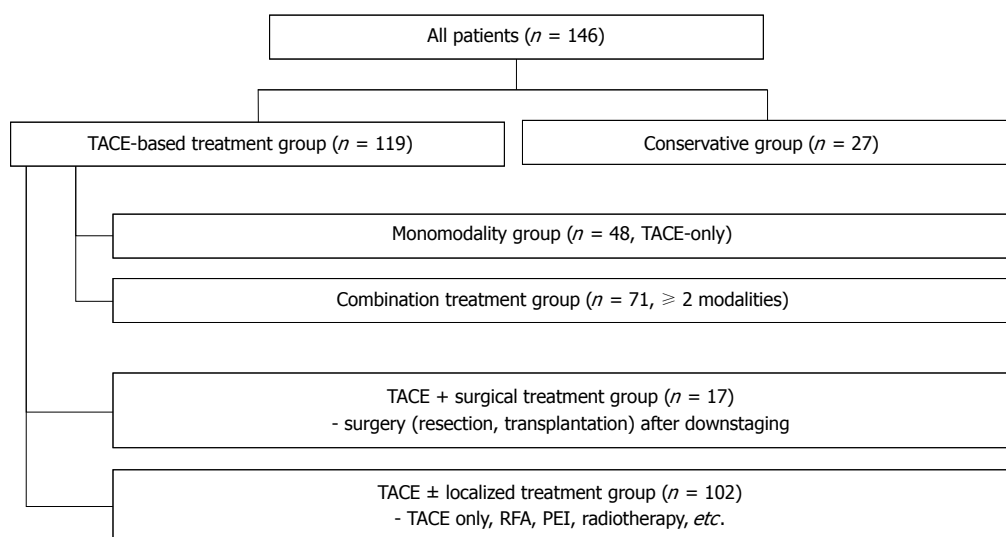 All patients (n = 146)
TACE-based treatment group (n = 119)
Conservative group (n = 27)
Monomodality group (n = 48, TACE-only)
Combination treatment group (n = 71, ≥ 2 modalities)
TACE + surgical treatment group (n = 17)
- surgery (resection, transplantation) after downstaging
TACE ± localized treatment group (n = 102)
- TACE only, RFA, PEI, radiotherapy, etc.